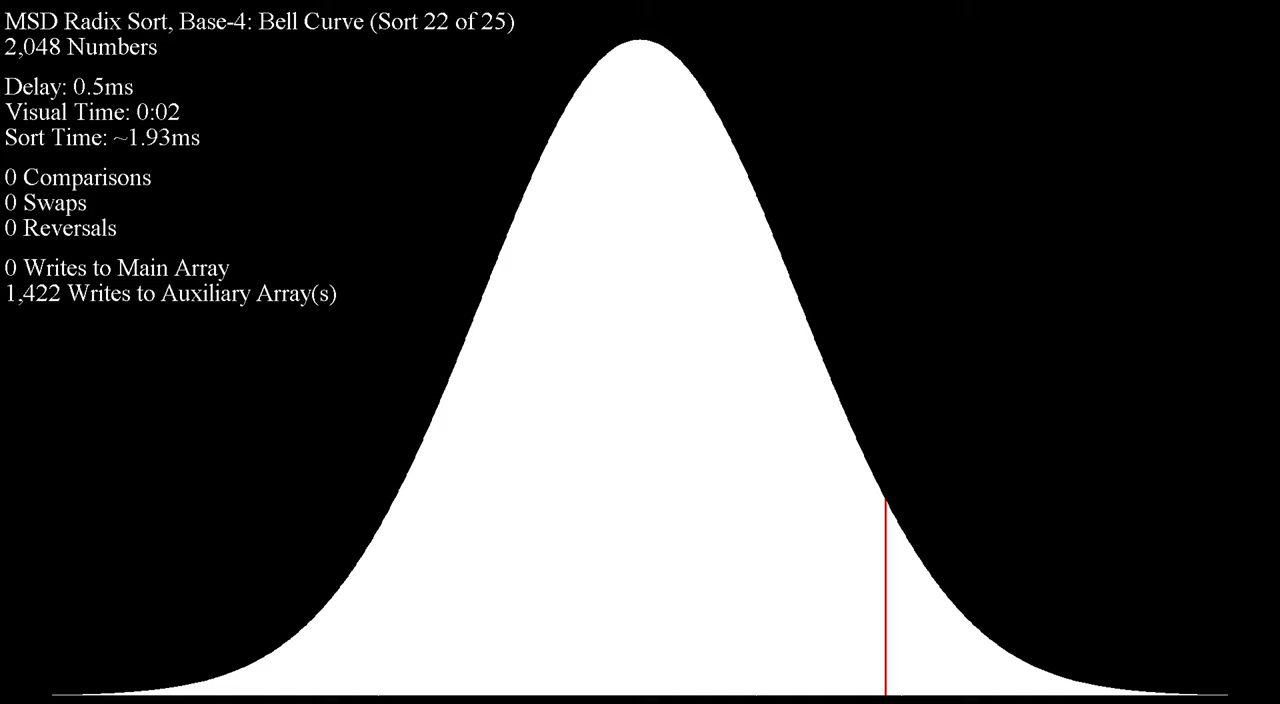 MSD Radix Sort, Base-4: Bell Curve (Sort 22 of 25)
2,048 Numbers
Delay: 0.5ms
Visual Time: 0:02
Sort Time: ~1.93ms
0 Comparisons
0 Swaps
0 Reversals
0 Writes to Main Array
1,422 Writes to Auxiliary Array(s)